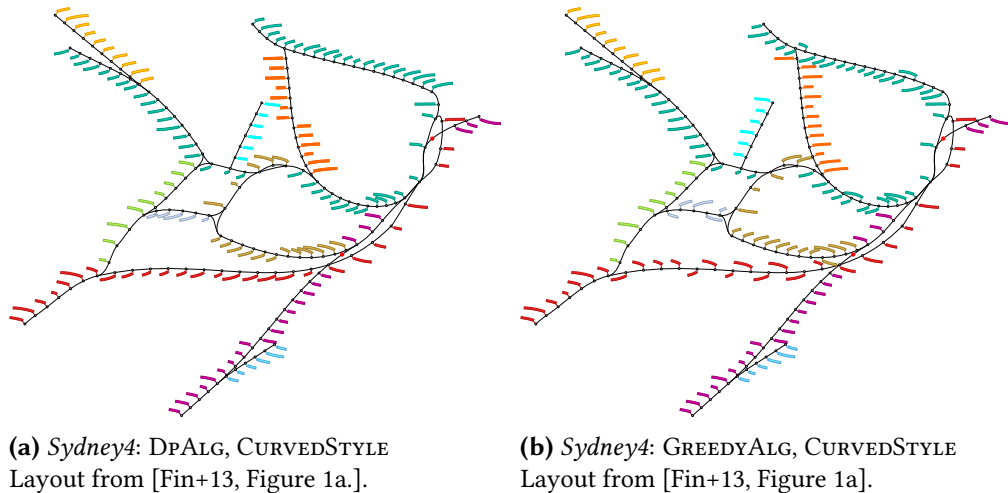 (a) Sydney4: DPALG, CURVEDSTYLE
Layout from [Fin+13, Figure 1a.].
(b) Sydney4: GREEDYALG, CURVEDSTYLE
Layout from [Fin+13, Figure 1a].